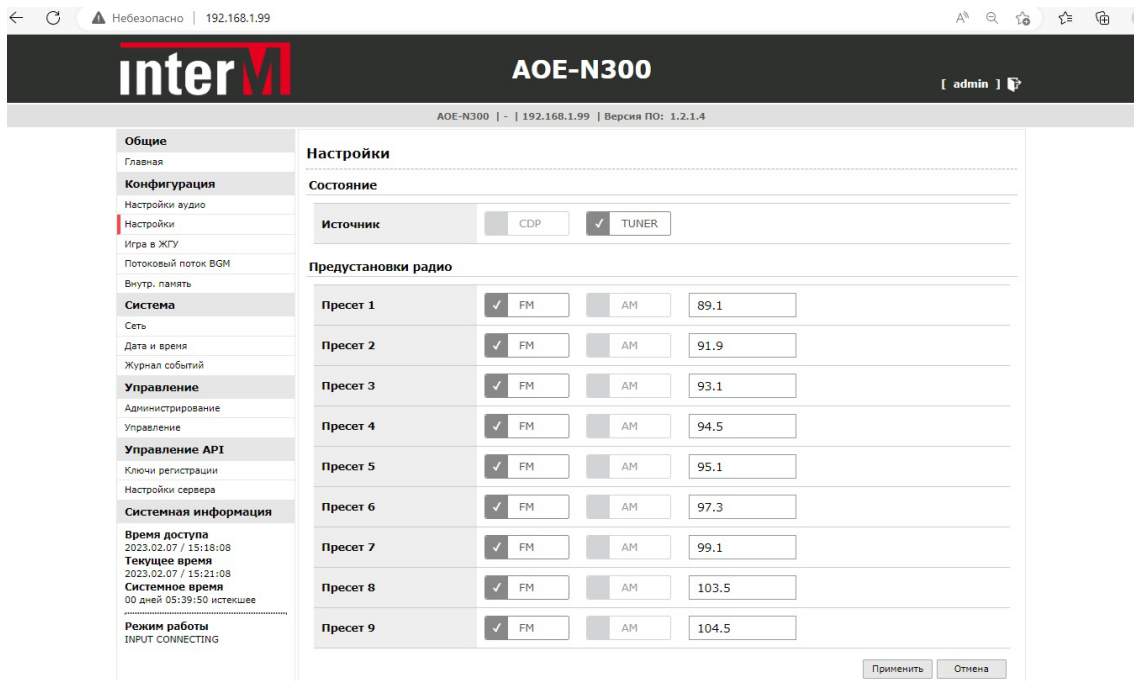 Небезопасно | 192.168.1.99
interM
AOE-N300
[ admin ]
AOE-N300 | - | 192.168.1.99 | Версия ПО: 1.2.1.4
Общие
Главная
Конфигурация
Настройки аудио
Настройки
Игра в ЖГУ
Потоковый поток BGM
Внутр. память
Система
Сеть
Дата и время
Журнал событий
Управление
Администрирование
Управление
Управление API
Ключи регистрации
Настройки сервера
Системная информация
Время доступа
2023.02.07 / 15:18:08
Текущее время
2023.02.07 / 15:21:08
Системное время
00 дней 05:39:50 истекшее
Режим работы
INPUT CONNECTING
Настройки
Состояние
Источник CDP TUNER
Предустановки радио
Пресет 1 FM AM 89.1
Пресет 2 FM AM 91.9
Пресет 3 FM AM 93.1
Пресет 4 FM AM 94.5
Пресет 5 FM AM 95.1
Пресет 6 FM AM 97.3
Пресет 7 FM AM 99.1
Пресет 8 FM AM 103.5
Пресет 9 FM AM 104.5
Применить Отмена